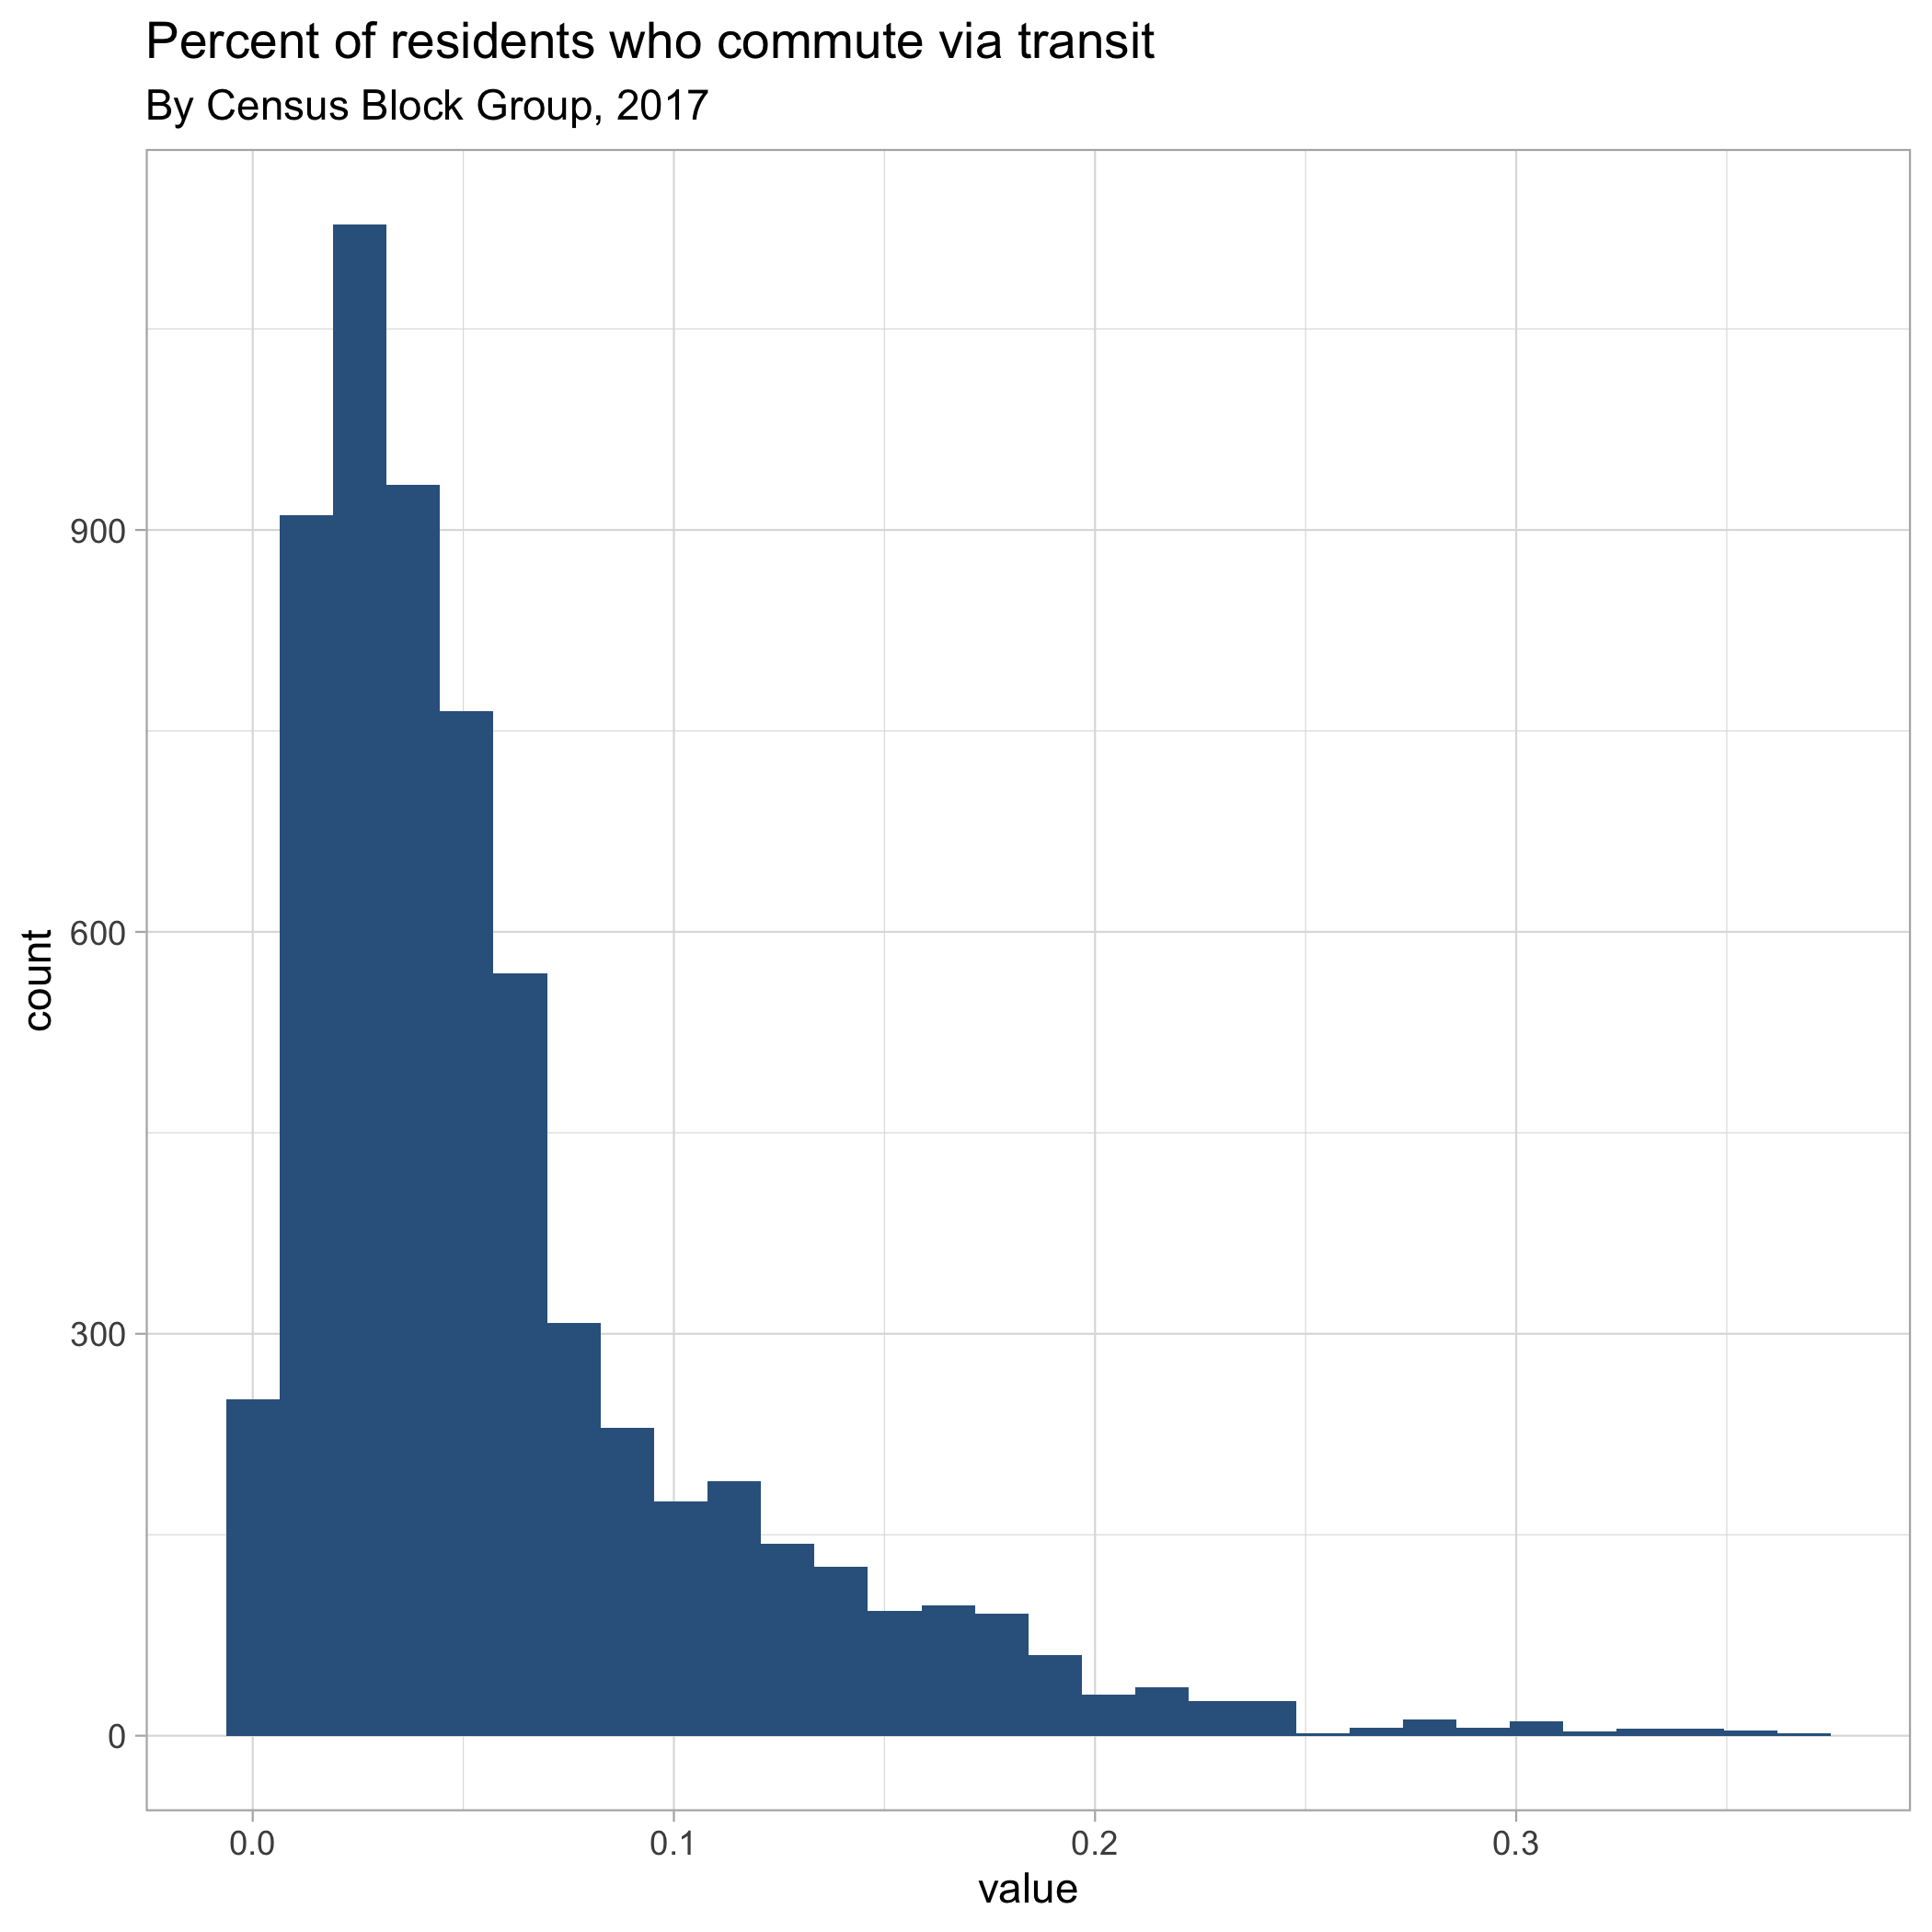 Percent of residents who commute via transit
By Census Block Group, 2017
900
600
300
0
count
0.0 0.1 0.2 0.3
value